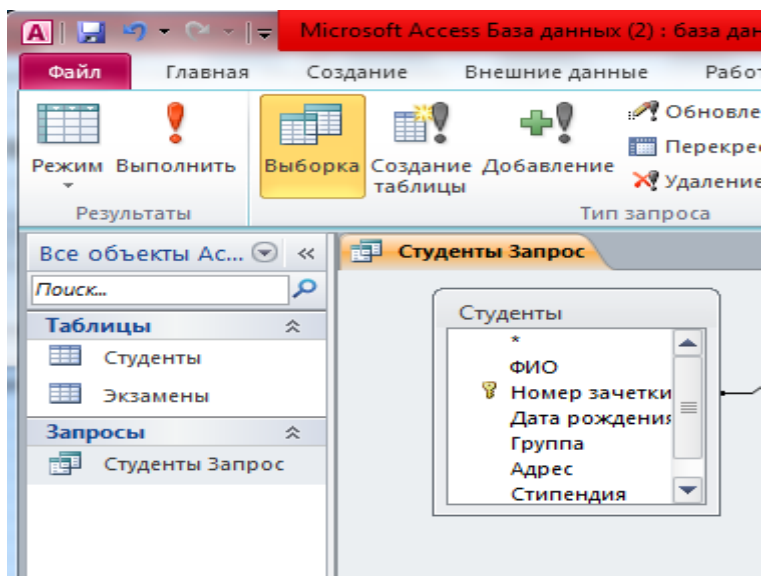 Microsoft Access База данных (2) : база дан
Файл Главная Создание Внешние данные Рабо
Режим Выполнить Выборка Создание таблицы Добавление
Обновле
Перекрес
Удаление
Результаты Тип запроса
Все объекты Ac...
Студенты Запрос
Поиск...
Таблицы
Студенты
Экзамены
Запросы
Студенты Запрос
Студенты
*
ФИО
Номер зачетки
Дата рождения
Группа
Адрес
Стипендия